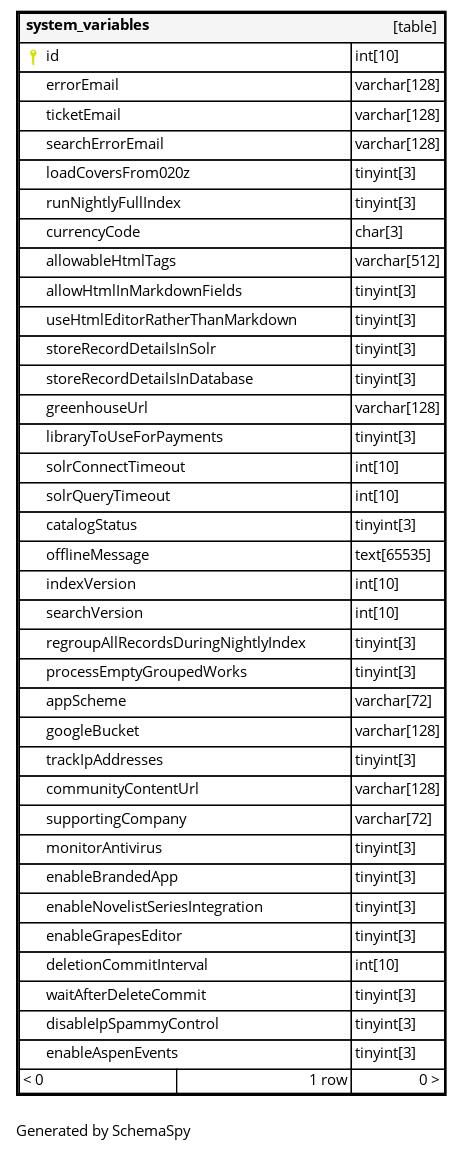 system_variables [table]
id int[10]
errorEmail varchar[128]
ticketEmail varchar[128]
searchErrorEmail varchar[128]
loadCoversFrom020z tinyint[3]
runNightlyFullIndex tinyint[3]
currencyCode char[3]
allowableHtmlTags varchar[512]
allowHtmlInMarkdownFields tinyint[3]
useHtmlEditorRatherThanMarkdown tinyint[3]
storeRecordDetailsInSolr tinyint[3]
storeRecordDetailsInDatabase tinyint[3]
greenhouseUrl varchar[128]
libraryToUseForPayments tinyint[3]
solrConnectTimeout int[10]
solrQueryTimeout int[10]
catalogStatus tinyint[3]
offlineMessage text[65535]
indexVersion int[10]
searchVersion int[10]
regroupAllRecordsDuringNightlyIndex tinyint[3]
processEmptyGroupedWorks tinyint[3]
appScheme varchar[72]
googleBucket varchar[128]
trackIpAddresses tinyint[3]
communityContentUrl varchar[128]
supportingCompany varchar[72]
monitorAntivirus tinyint[3]
enableBrandedApp tinyint[3]
enableNovelistSeriesIntegration tinyint[3]
enableGrapesEditor tinyint[3]
deletionCommitInterval int[10]
waitAfterDeleteCommit tinyint[3]
disableIpSpammyControl tinyint[3]
enableAspenEvents tinyint[3]
< 0 1 row 0 >
Generated by SchemaSpy